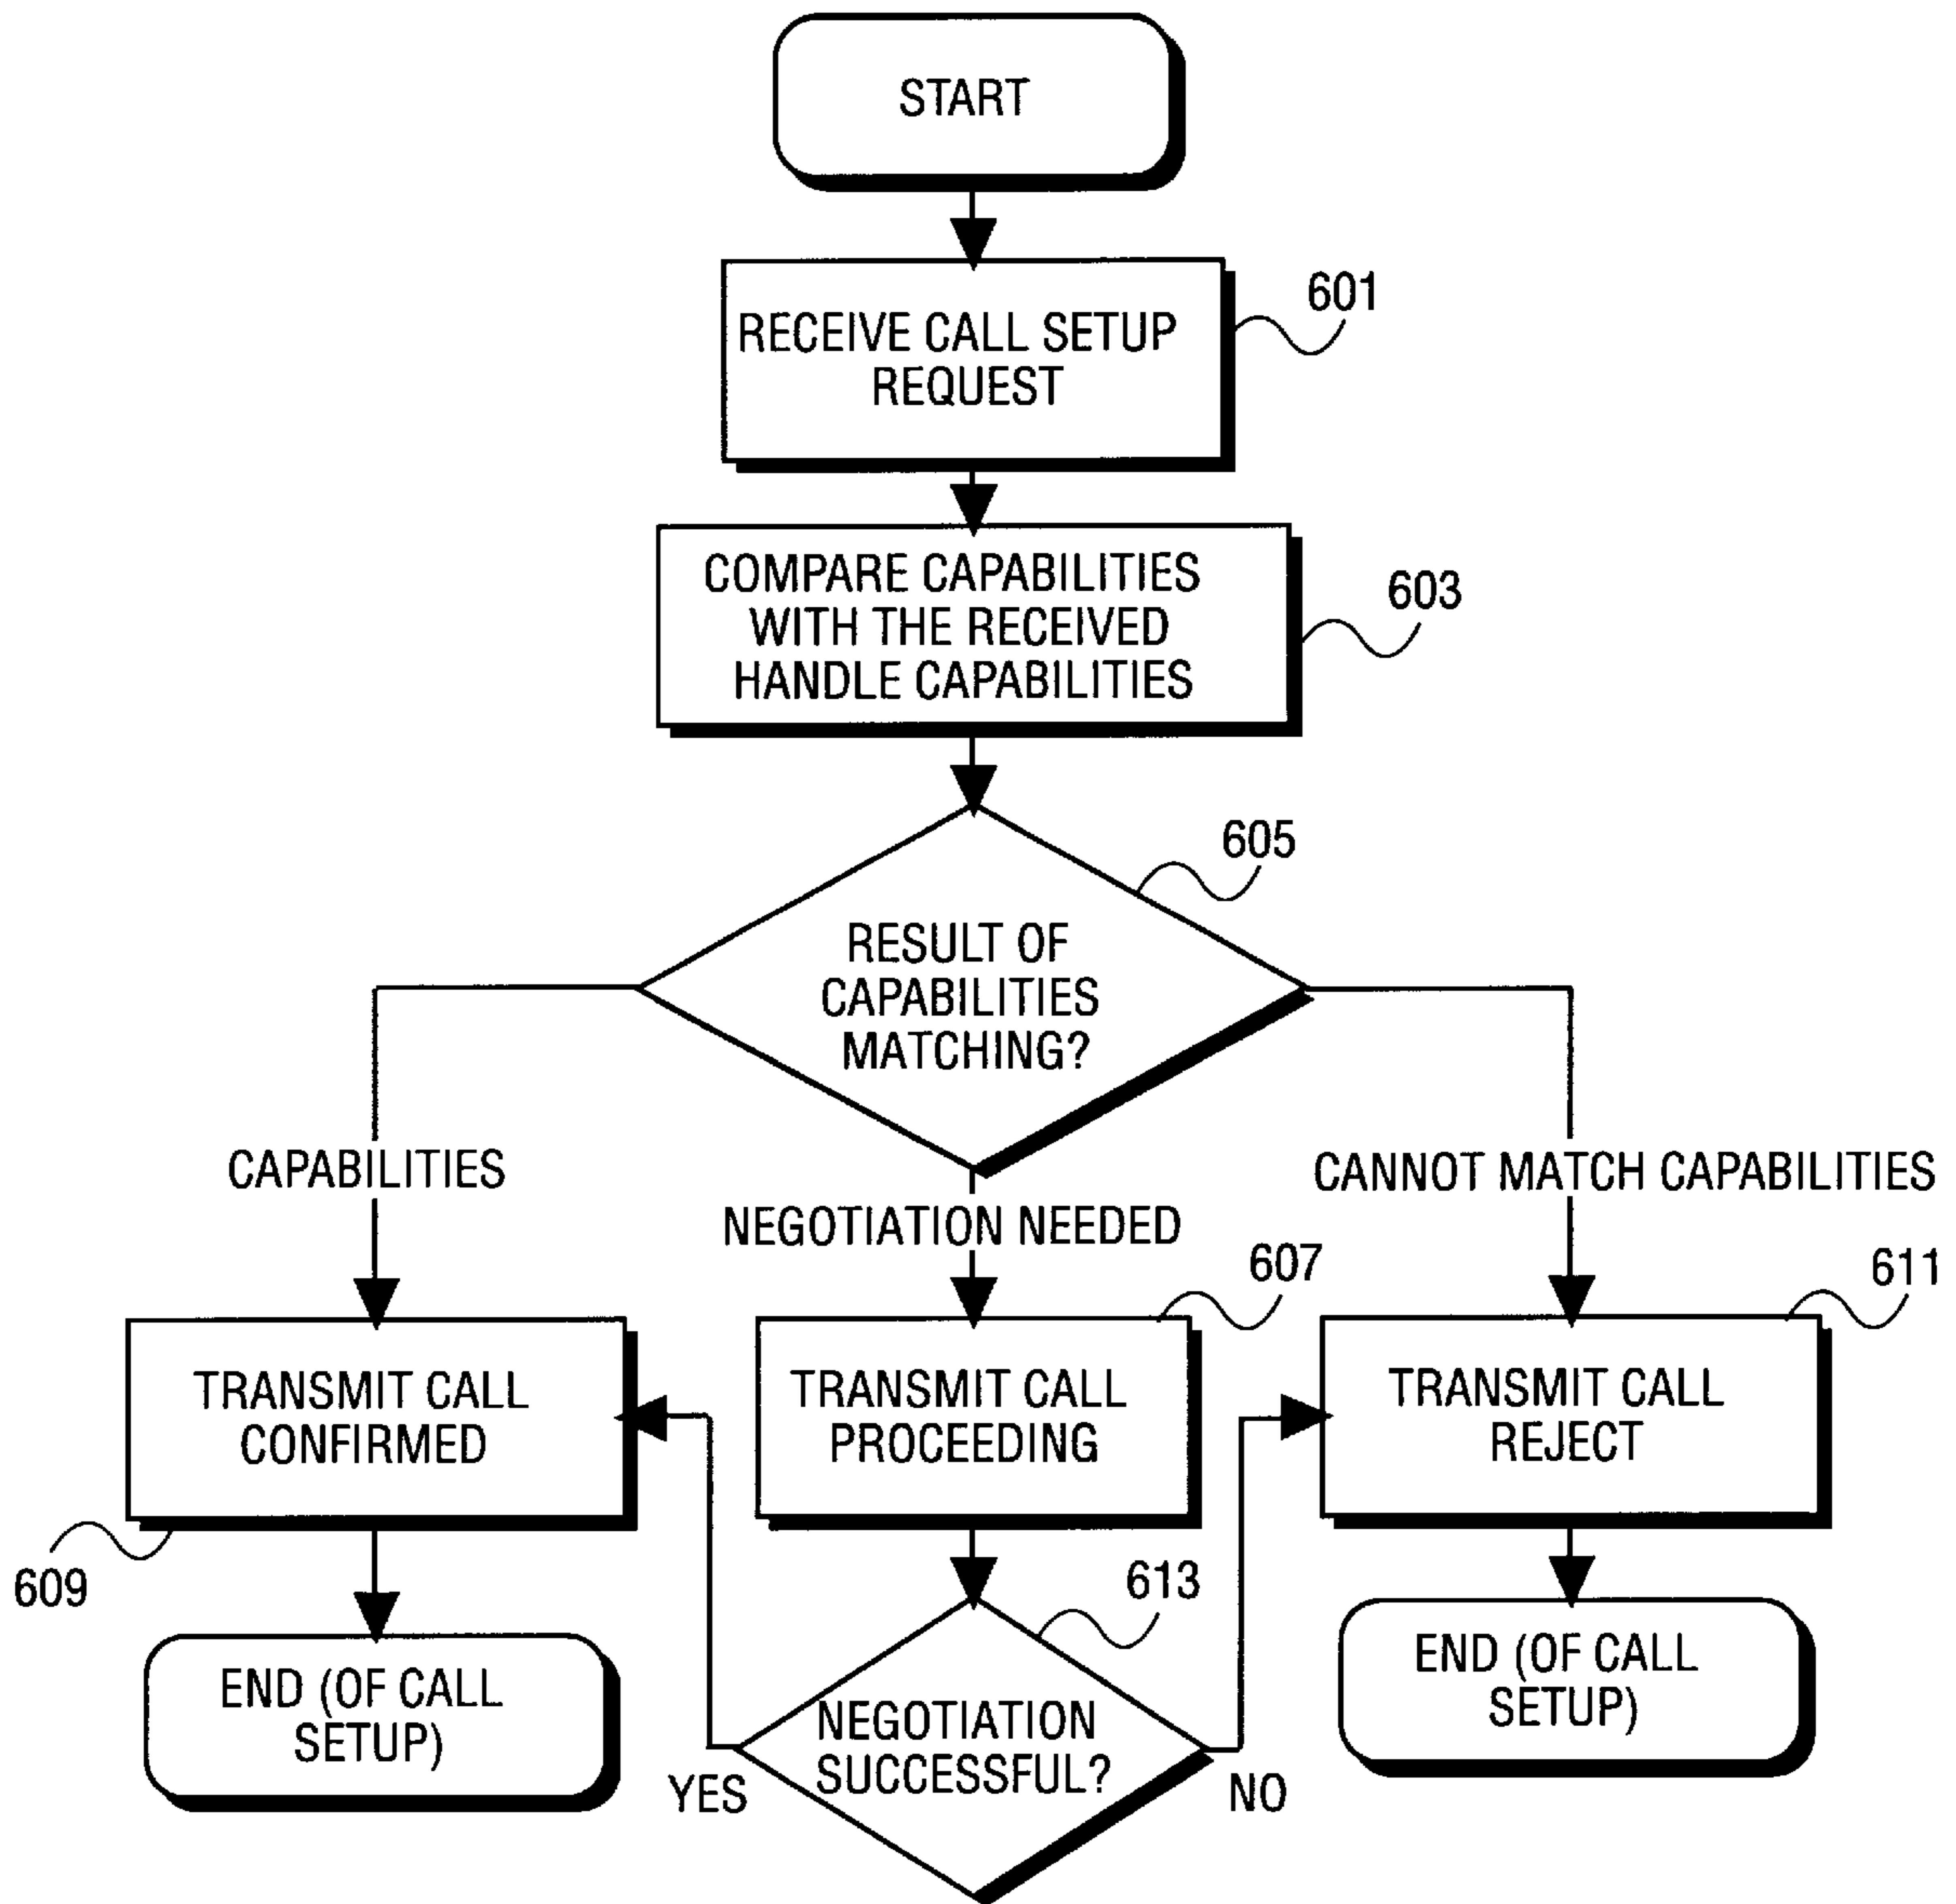 START
601
RECEIVE CALL SETUP
REQUEST
COMPARE CAPABILITIES
WITH THE RECEIVED
HANDLE CAPABILITIES
603
605
RESULT OF
CAPABILITIES
MATCHING?
CAPABILITIES
NEGOTIATION NEEDED
CANNOT MATCH CAPABILITIES
607
611
TRANSMIT CALL
CONFIRMED
TRANSMIT CALL
PROCEEDING
TRANSMIT CALL
REJECT
609
613
END (OF CALL
SETUP)
NEGOTIATION
SUCCESSFUL?
END (OF CALL
SETUP)
YES
NO